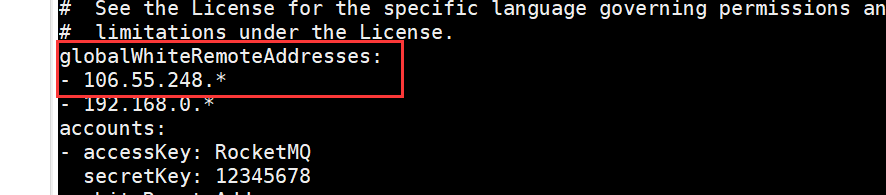 #  See the License for the specific language governing permissions an
#  limitations under the License.
globalWhiteRemoteAddresses:
- 106.55.248.*
- 192.168.0.*
accounts:
- accessKey: RocketMQ
  secretKey: 12345678